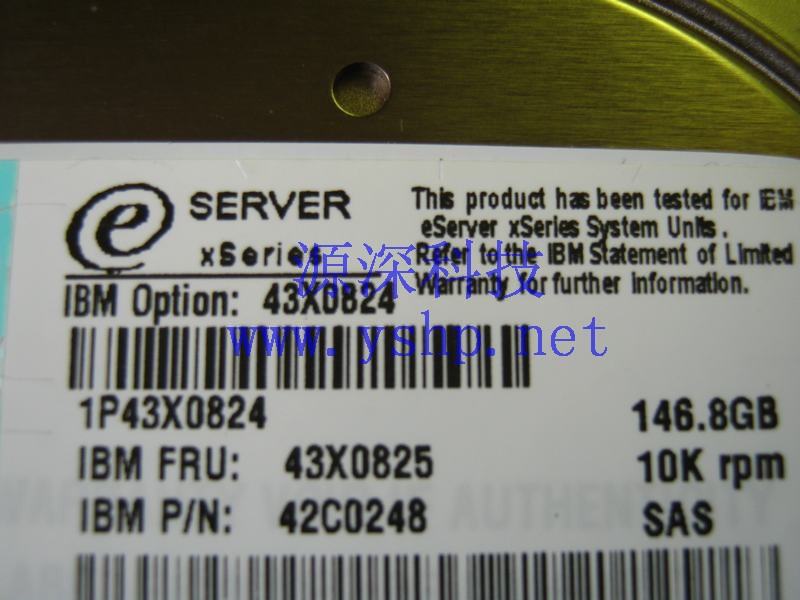 e SERVER
xSeries
This product has been tested for IBM
eServer xSeries System Units.
Refer to the IBM Statement of Limited
Warranty for further information.
源深科技
www.yshp.net
IBM Option: 43X0824
1P43X0824
146.8GB
IBM FRU: 43X0825
10K rpm
IBM P/N: 42C0248
SAS